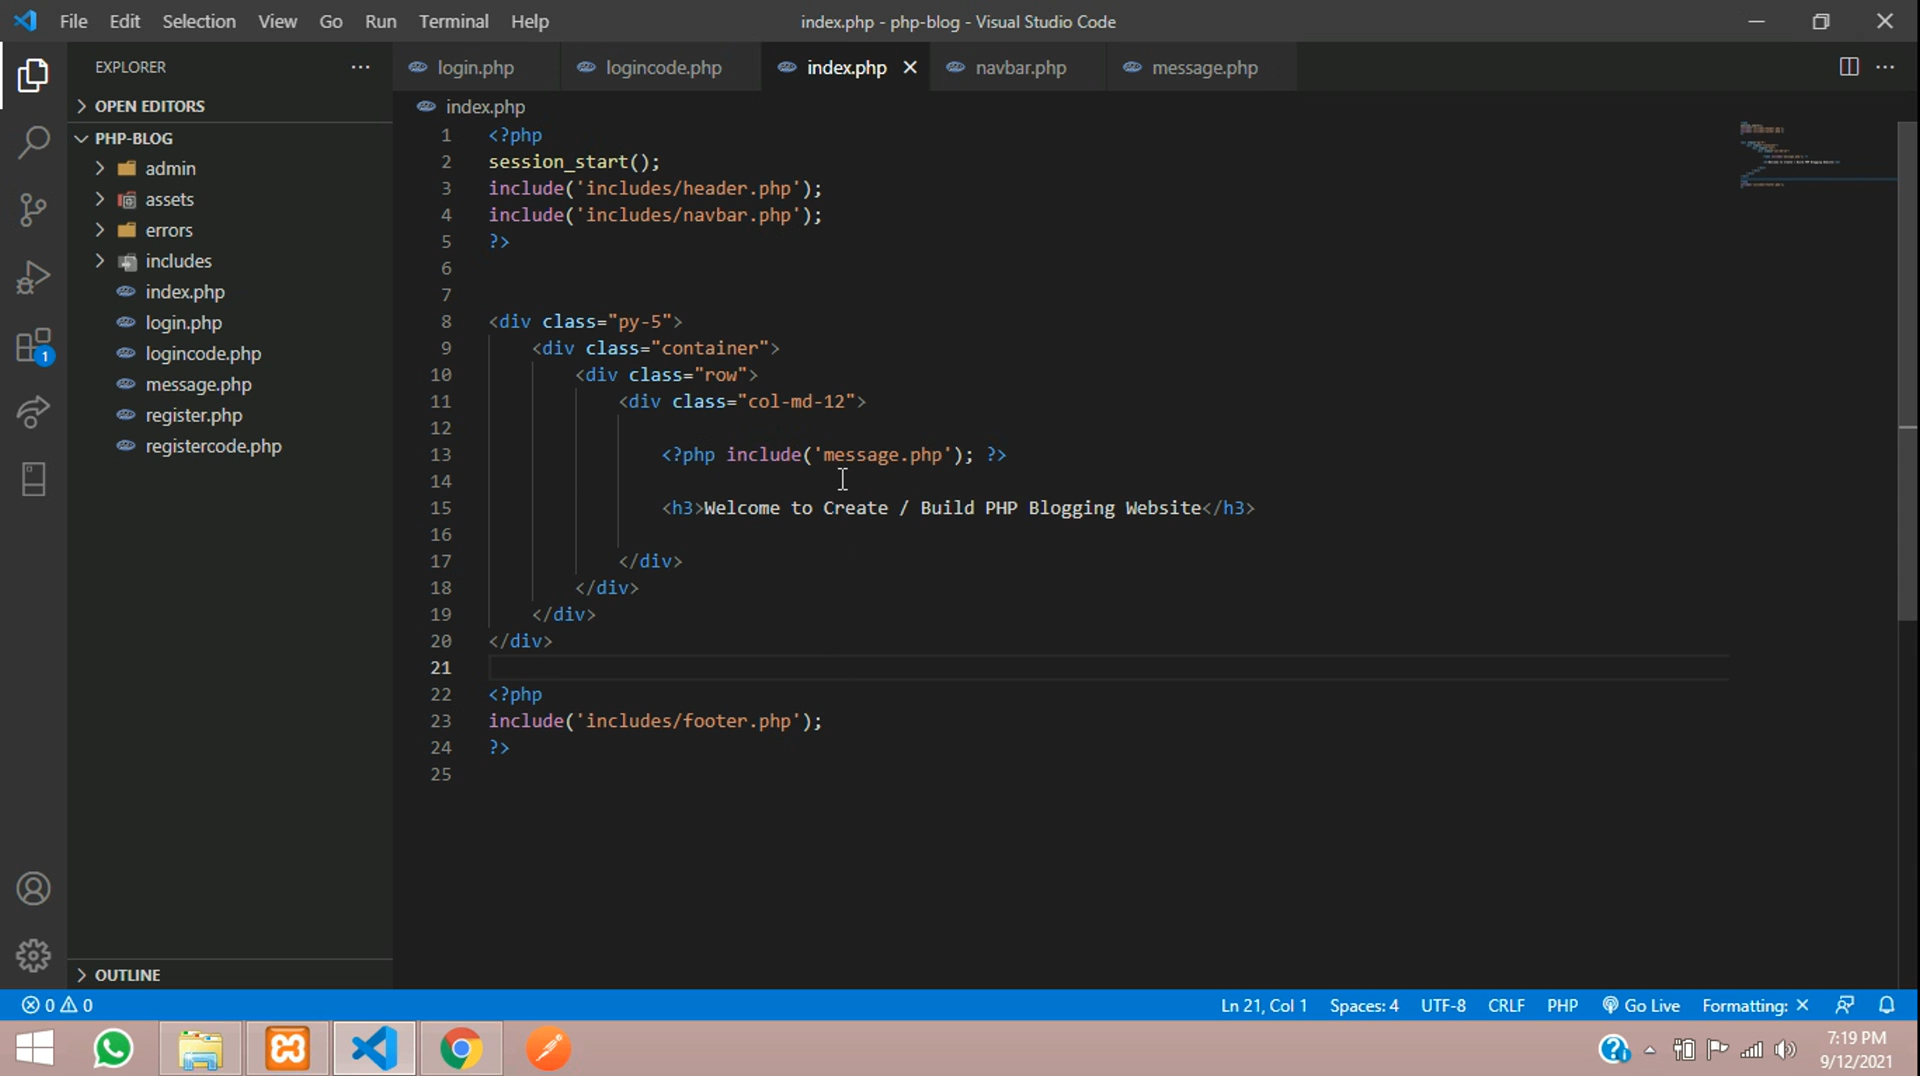 File Edit Selection View Go Run Terminal Help
index.php - php-blog - Visual Studio Code
EXPLORER
OPEN EDITORS
PHP-BLOG
admin
assets
errors
includes
index.php
login.php
logincode.php
message.php
register.php
registercode.php
OUTLINE
login.php logincode.php index.php navbar.php message.php
index.php
1 <?php
2 session_start();
3 include('includes/header.php');
4 include('includes/navbar.php');
5 ?>
6
7
8 <div class="py-5">
9 <div class="container">
10 <div class="row">
11 <div class="col-md-12">
12
13 <?php include('message.php'); ?>
14
15 <h3>Welcome to Create / Build PHP Blogging Website</h3>
16
17 </div>
18 </div>
19 </div>
20 </div>
21
22 <?php
23 include('includes/footer.php');
24 ?>
25
1
0 0
Ln 21, Col 1 Spaces: 4 UTF-8 CRLF PHP Go Live Formatting: ×
7:19 PM
9/12/2021